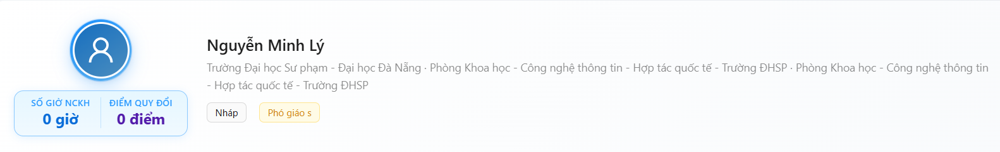 SỐ GIỜ NCKH
0 giờ
ĐIỂM QUY ĐỔI
0 điểm
Nguyễn Minh Lý
Trường Đại học Sư phạm - Đại học Đà Nẵng · Phòng Khoa học - Công nghệ thông tin - Hợp tác quốc tế - Trường ĐHSP · Phòng Khoa học - Công nghệ thông tin
- Hợp tác quốc tế - Trường ĐHSP
Nháp
Phó giáo s